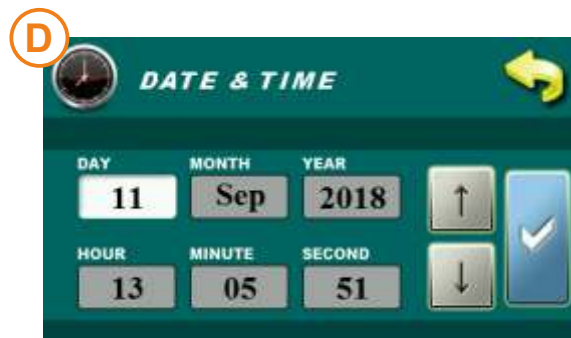 D
DATE & TIME
DAY MONTH YEAR
11 Sep 2018
HOUR MINUTE SECOND
13 05 51